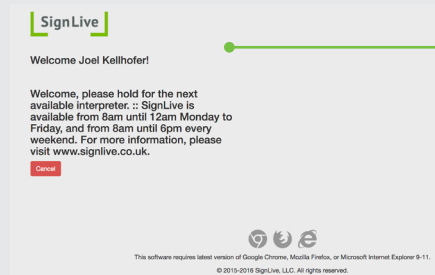 SignLive
Welcome Joel Kellhofer!
Welcome, please hold for the next
available interpreter. :: SignLive is
available from 8am until 12am Monday to
Friday, and from 8am until 6pm every
weekend. For more information, please
visit www.signlive.co.uk.
Cancel
This software requires latest version of Google Chrome, Mozilla Firefox, or Microsoft Internet Explorer 9-11.
© 2015-2016 SignLive, LLC. All rights reserved.